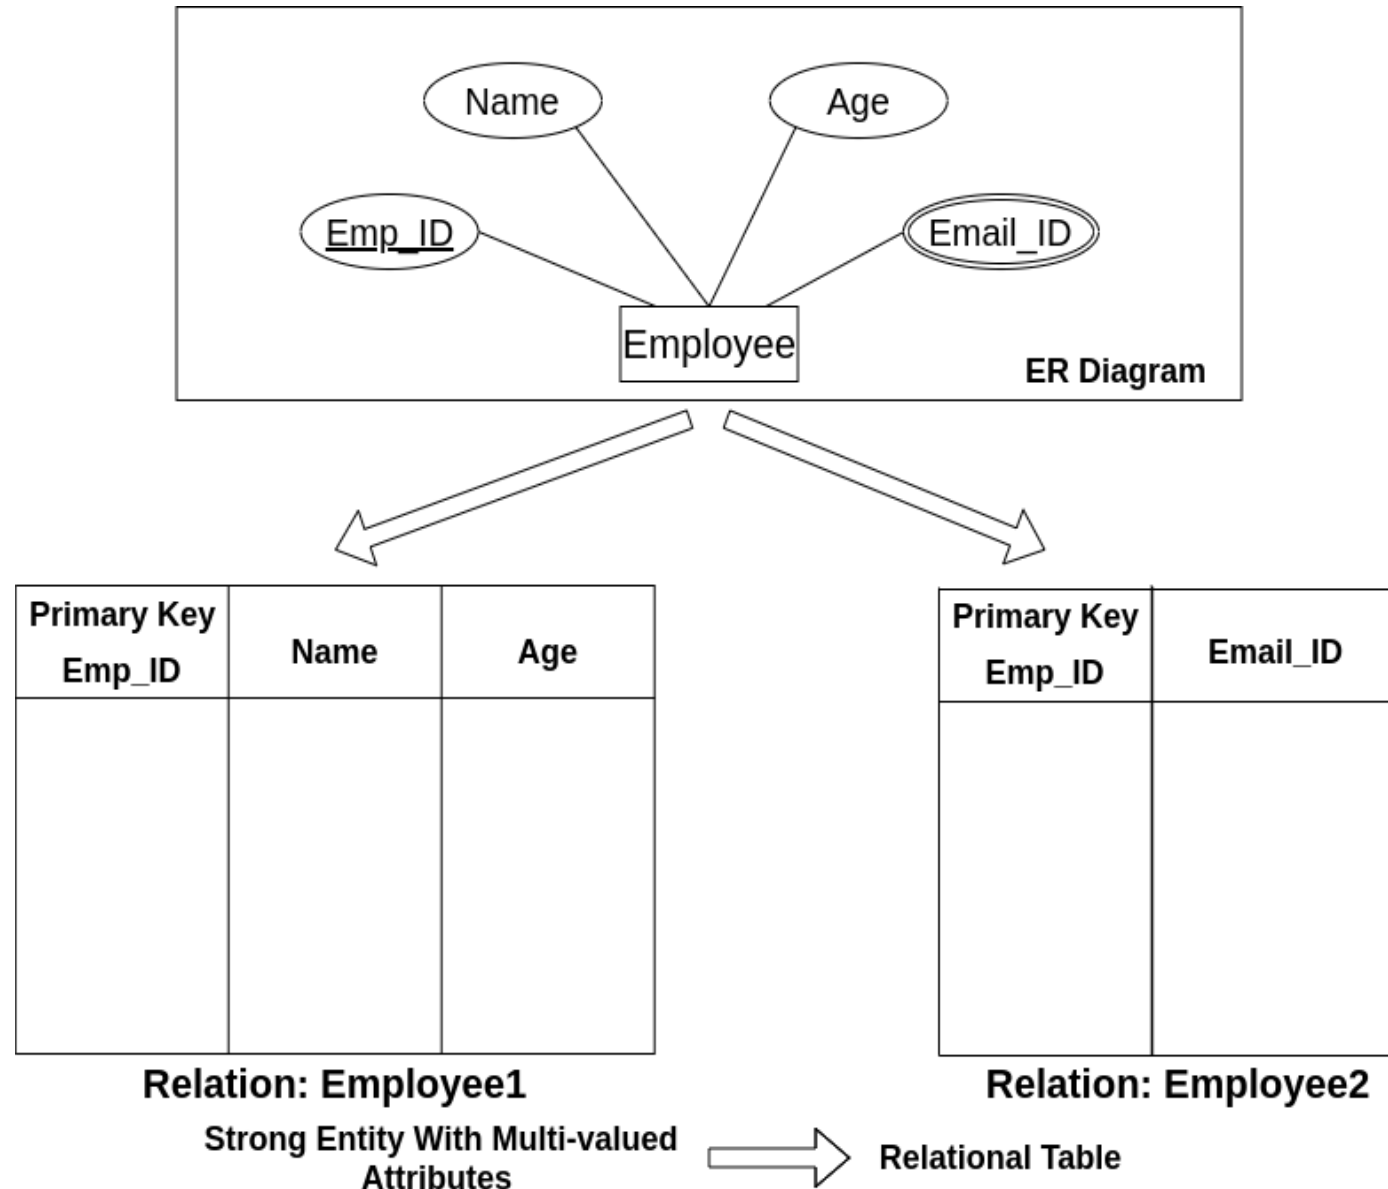 Name
Age
Emp_ID
Email_ID
Employee
ER Diagram
Primary Key
Emp_ID
Name
Age
Primary Key
Emp_ID
Email_ID
Relation: Employee1
Relation: Employee2
Strong Entity With Multi-valued
Attributes
Relational Table